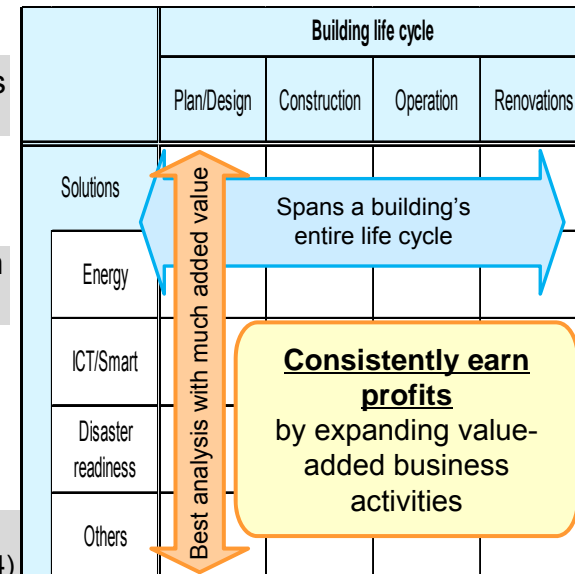 Building life cycle
Plan/Design
Construction
Operation
Renovations
Solutions
Spans a building's
entire life cycle
Energy
ICT/Smart
Disaster
readiness
Others
Best analysis with much added value
Consistently earn
profits
by expanding value-
added business
activities
s
4)